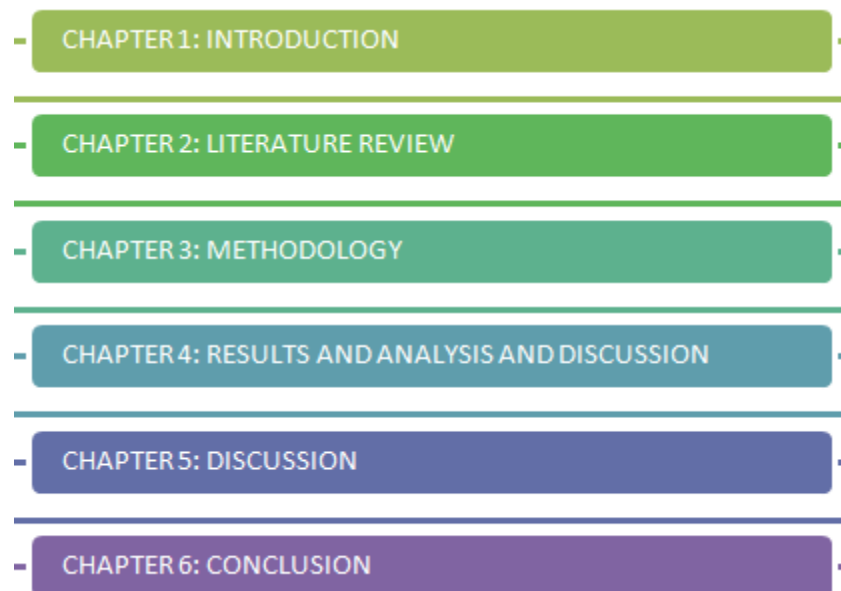 CHAPTER 1: INTRODUCTION
CHAPTER 2: LITERATURE REVIEW
CHAPTER 3: METHODOLOGY
CHAPTER 4: RESULTS AND ANALYSIS AND DISCUSSION
CHAPTER 5: DISCUSSION
CHAPTER 6: CONCLUSION